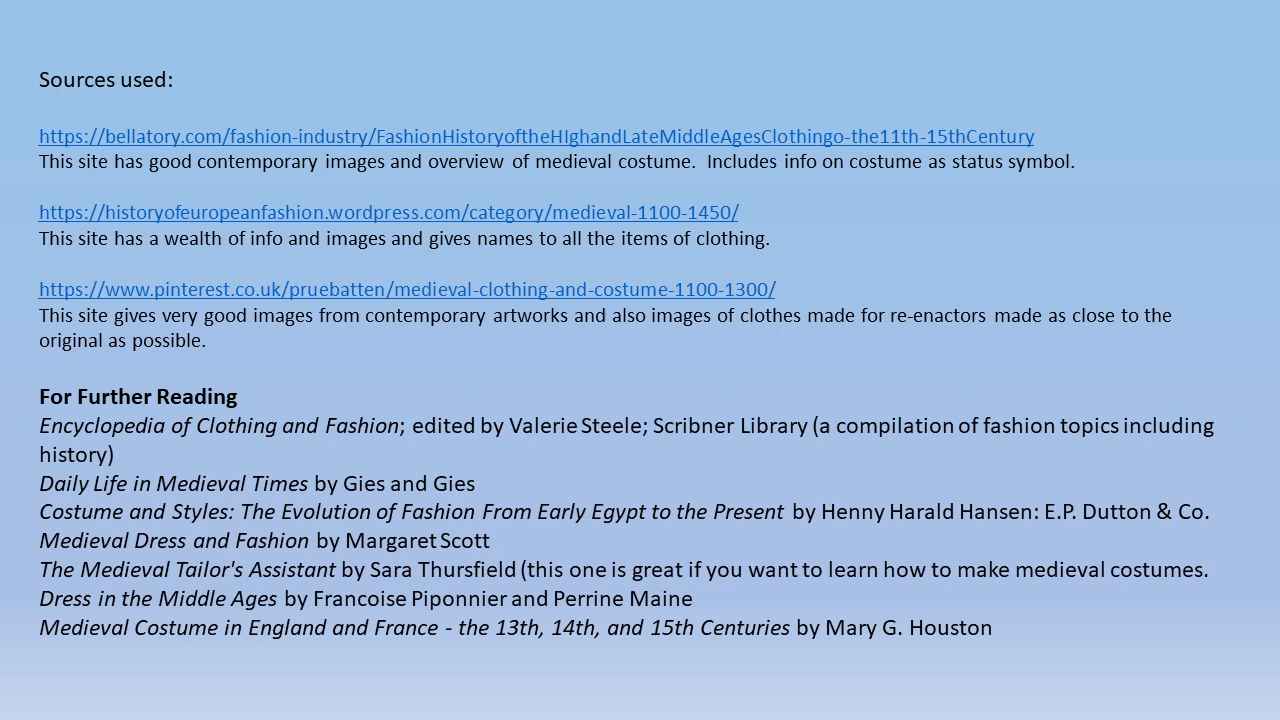 Sources used:
https://bellatory.com/fashion-industry/FashionHistoryoftheHIghandLateMiddleAgesClothingo-the11th-15thCentury
This site has good contemporary images and overview of medieval costume. Includes info on costume as status symbol.
https://historyofeuropeanfashion.wordpress.com/category/medieval-1100-1450/
This site has a wealth of info and images and gives names to all the items of clothing.
https://www.pinterest.co.uk/pruebatten/medieval-clothing-and-costume-1100-1300/
This site gives very good images from contemporary artworks and also images of clothes made for re-enactors made as close to the
original as possible.
For Further Reading
Encyclopedia of Clothing and Fashion; edited by Valerie Steele; Scribner Library (a compilation of fashion topics including
history)
Daily Life in Medieval Times by Gies and Gies
Costume and Styles: The Evolution of Fashion From Early Egypt to the Present by Henny Harald Hansen: E.P. Dutton & Co.
Medieval Dress and Fashion by Margaret Scott
The Medieval Tailor's Assistant by Sara Thursfield (this one is great if you want to learn how to make medieval costumes.
Dress in the Middle Ages by Francoise Piponnier and Perrine Maine
Medieval Costume in England and France - the 13th, 14th, and 15th Centuries by Mary G. Houston